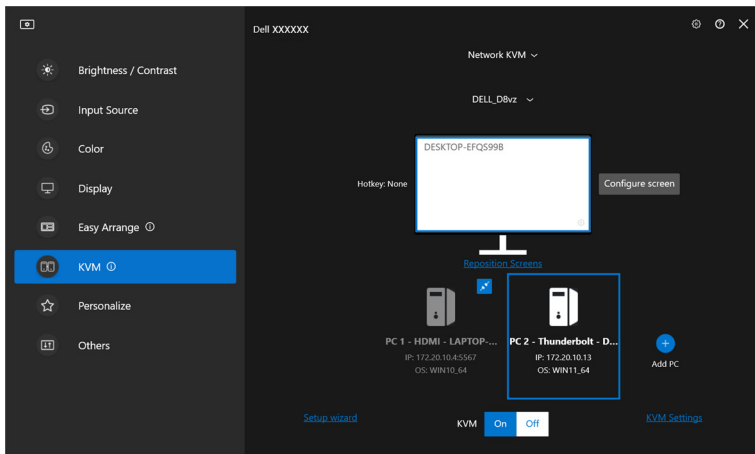 Dell XXXXXX
Brightness / Contrast
Input Source
Color
Display
Easy Arrange
KVM
Personalize
Others
Network KVM
DELL_D8vz
DESKTOP-EFQS99B
Hotkey: None
Configure screen
Reposition Screens
PC 1 - HDMI - LAPTOP-...
IP: 172.20.10.4:5567
OS: WIN10_64
PC 2 - Thunderbolt - D...
IP: 172.20.10.13
OS: WIN11_64
Add PC
Setup wizard
KVM
On
Off
KVM Settings